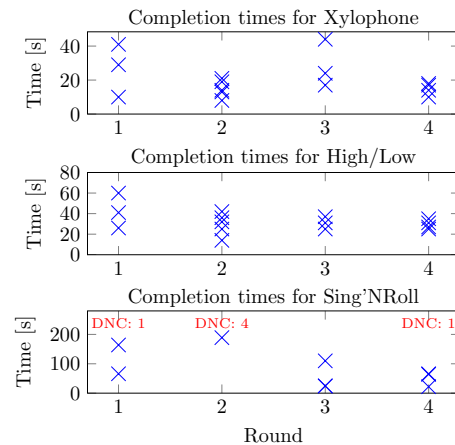 Completion times for Xylophone
Time [s]
40
20
0
1 2 3 4
Completion times for High/Low
Time [s]
80
60
40
20
0
1 2 3 4
Completion times for Sing'NRoll
Time [s]
200
100
0
DNC: 1 DNC: 4 DNC: 1
1 2 3 4
Round